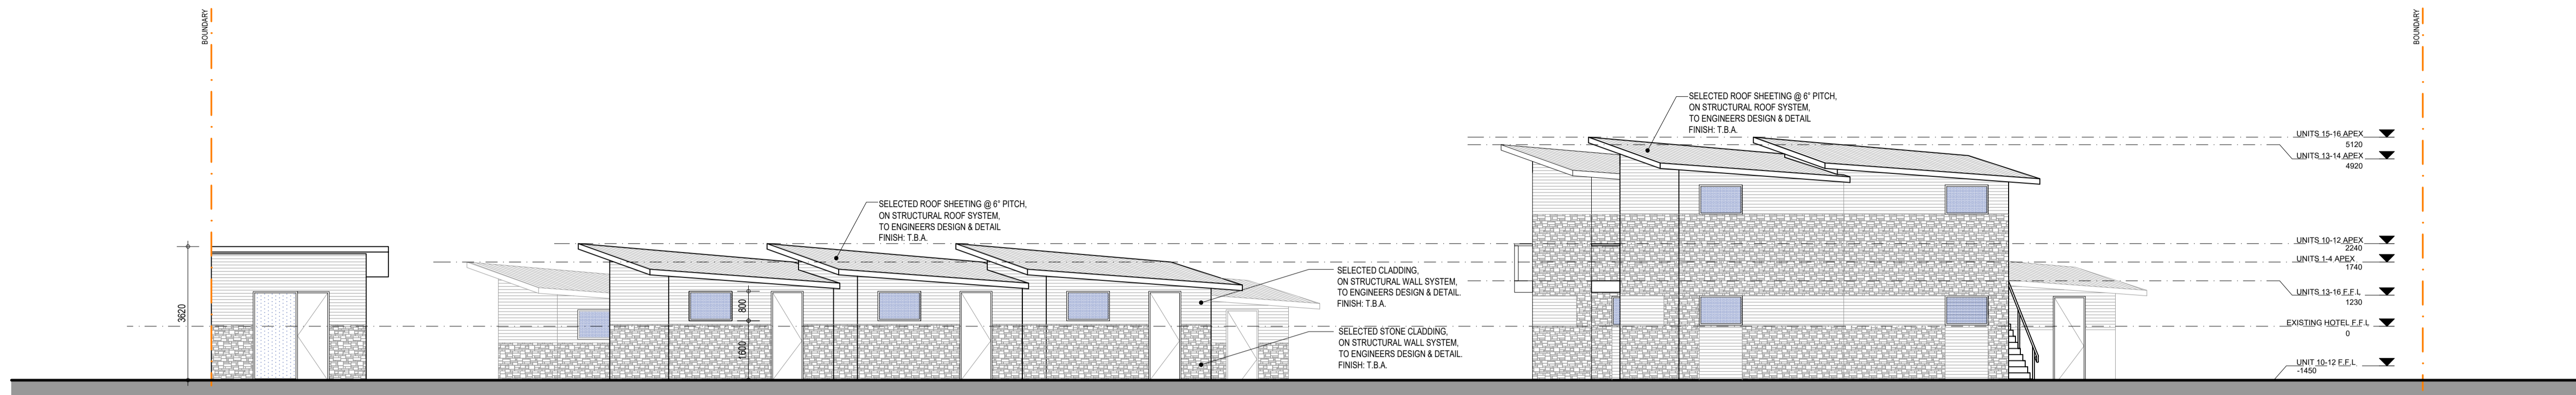 BOUNDARY
BOUNDARY
SELECTED ROOF SHEETING @ 6° PITCH,
ON STRUCTURAL ROOF SYSTEM,
TO ENGINEERS DESIGN & DETAIL
FINISH: T.B.A.
UNITS 15-16 APEX
5120
UNITS 13-14 APEX
4920
SELECTED ROOF SHEETING @ 6° PITCH,
ON STRUCTURAL ROOF SYSTEM,
TO ENGINEERS DESIGN & DETAIL
FINISH: T.B.A.
UNITS 10-12 APEX
2240
UNITS 1-4 APEX
1740
SELECTED CLADDING,
ON STRUCTURAL WALL SYSTEM,
TO ENGINEERS DESIGN & DETAIL.
FINISH: T.B.A.
UNITS 13-16 F.F.L
1230
3620
800
EXISTING HOTEL F.F.L
0
SELECTED STONE CLADDING,
ON STRUCTURAL WALL SYSTEM,
TO ENGINEERS DESIGN & DETAIL.
FINISH: T.B.A.
1600
UNIT 10-12 F.F.L.
-1450